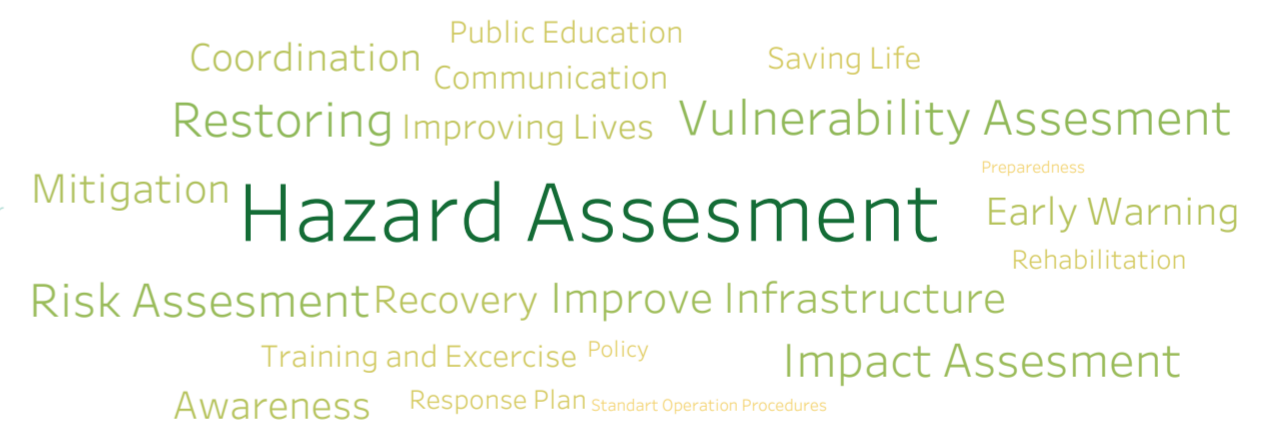 Public Education
Coordination
Saving Life
Communication
Restoring
Improving Lives
Vulnerability Assesment
Preparedness
Mitigation
Hazard Assesment
Early Warning
Rehabilitation
Risk Assesment
Recovery
Improve Infrastructure
Training and Excercise
Policy
Impact Assesment
Awareness
Response Plan
Standart Operation Procedures